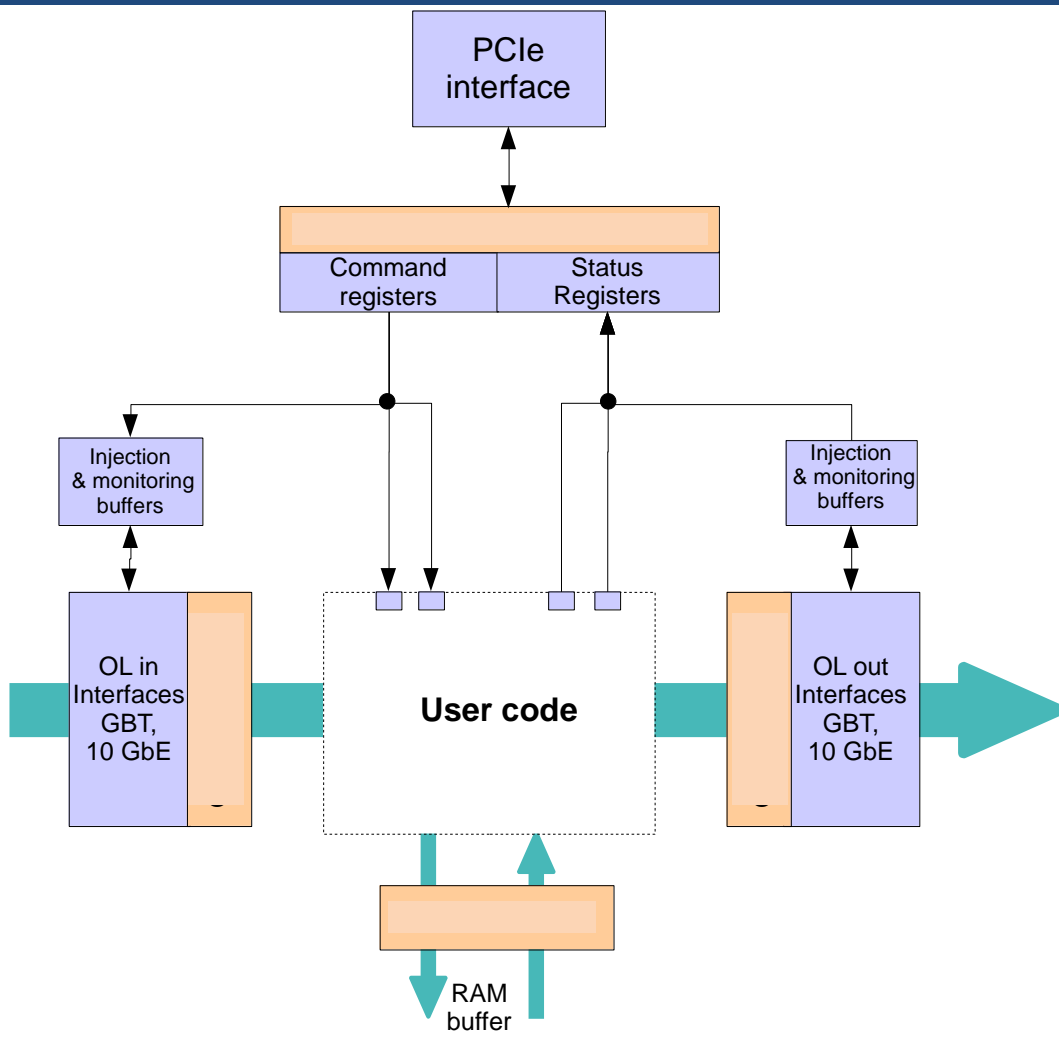 PCIe
interface
Command
registers
Status
Registers
Injection
& monitoring
buffers
Injection
& monitoring
buffers
OL in
Interfaces
GBT,
10 GbE
User code
OL out
Interfaces
GBT,
10 GbE
RAM
buffer